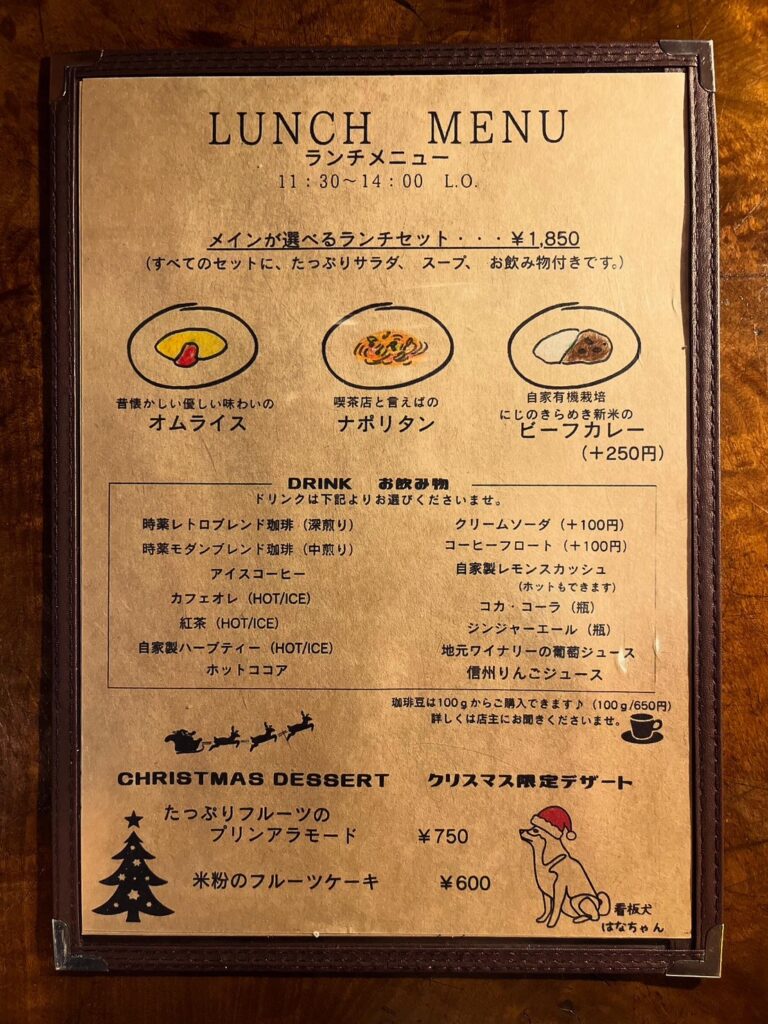 LUNCH MENU
ランチメニュー
11：30～14：00 L.O.
メインが選べるランチセット・・・￥1,850
（すべてのセットに、たっぷりサラダ、 スープ、 お飲み物付きです。）
昔懐かしい優しい味わいの
オムライス
喫茶店と言えばの
ナポリタン
自家有機栽培
にじのきらめき新米の
ビーフカレー
（＋250円）
DRINK お飲み物
ドリンクは下記よりお選びくださいませ。
時薬レトロブレンド珈琲（深煎り）
時薬モダンブレンド珈琲（中煎り）
アイスコーヒー
カフェオレ（HOT/ICE）
紅茶（HOT/ICE）
自家製ハーブティー（HOT/ICE）
ホットココア
クリームソーダ（＋100円）
コーヒーフロート（＋100円）
自家製レモンスカッシュ
（ホットもできます）
コカ・コーラ（瓶）
ジンジャーエール（瓶）
地元ワイナリーの葡萄ジュース
信州りんごジュース
珈琲豆は100ｇからご購入できます♪（100ｇ/650円）
詳しくは店主にお聞きくださいませ。
CHRISTMAS DESSERT クリスマス限定デザート
たっぷりフルーツの
プリンアラモード ￥750
米粉のフルーツケーキ ￥600
看板犬
はなちゃん